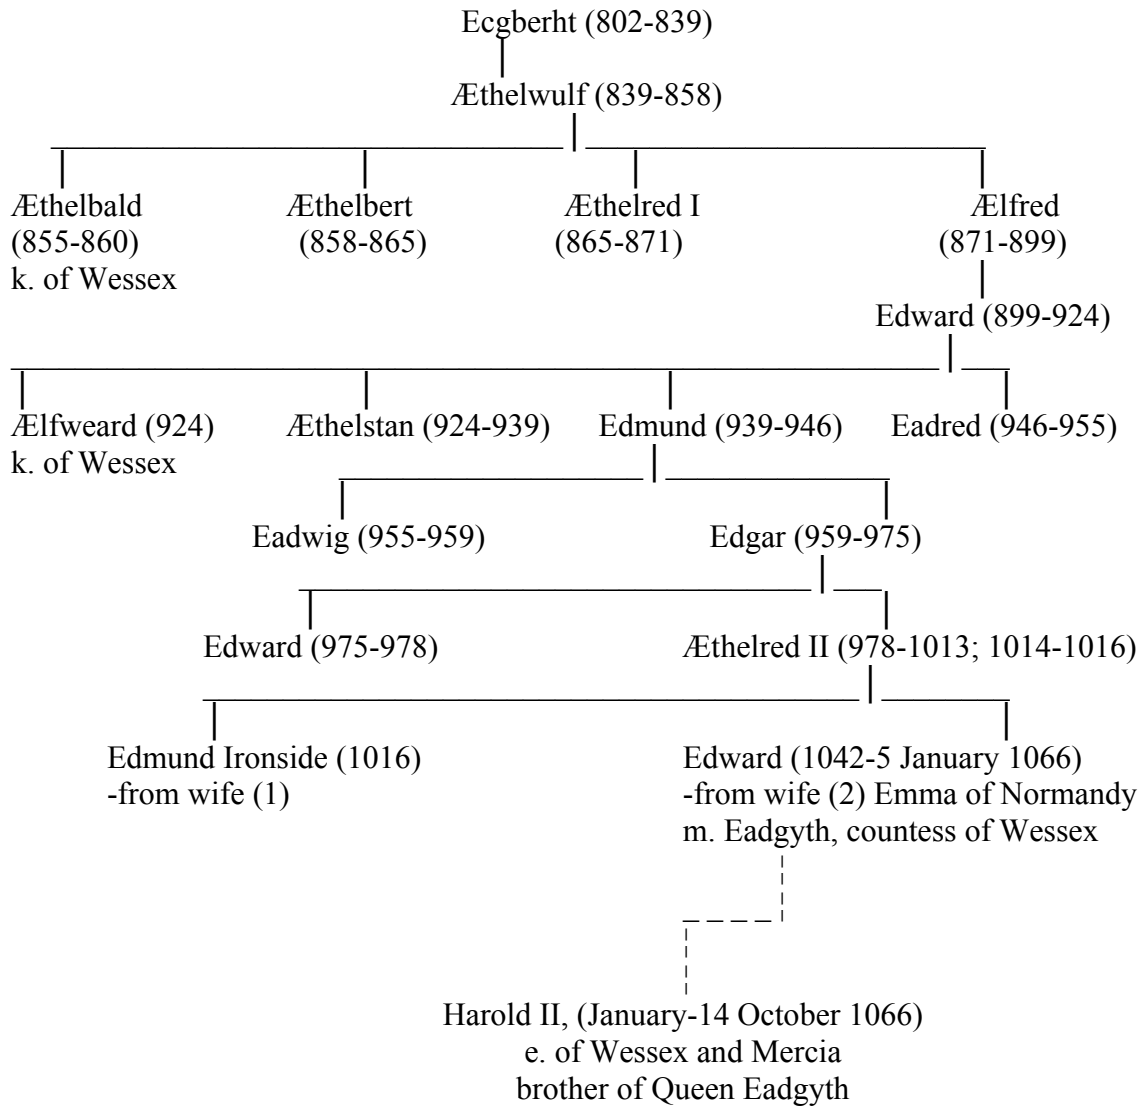 Ecgberht (802-839)
Æthelwulf (839-858)
Æthelbald Æthelbert Æthelred I Ælfred
(855-860) (858-865) (865-871) (871-899)
k. of Wessex
Edward (899-924)
Ælfweard (924) Æthelstan (924-939) Edmund (939-946) Eadred (946-955)
k. of Wessex
Eadwig (955-959) Edgar (959-975)
Edward (975-978) Æthelred II (978-1013; 1014-1016)
Edmund Ironside (1016) Edward (1042-5 January 1066)
-from wife (1) -from wife (2) Emma of Normandy
m. Eadgyth, countess of Wessex
Harold II, (January-14 October 1066)
e. of Wessex and Mercia
brother of Queen Eadgyth